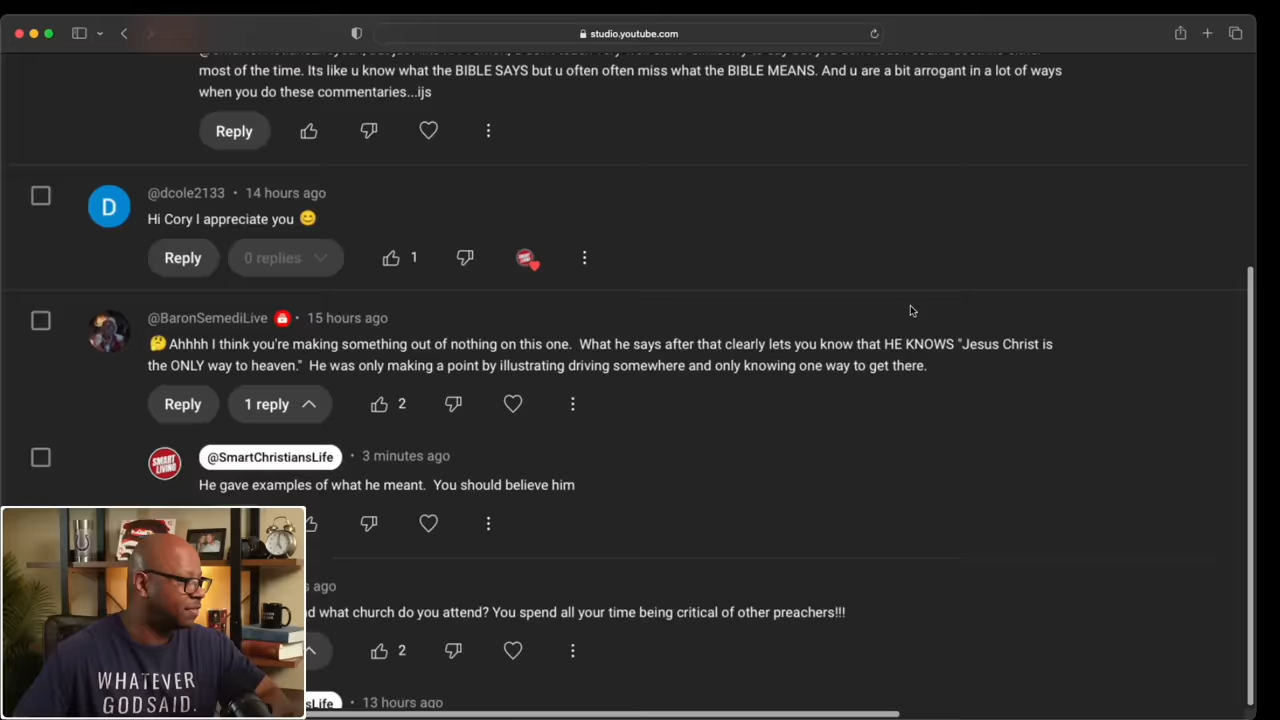 studio.youtube.com
most of the time. Its like u know what the BIBLE SAYS but u often often miss what the BIBLE MEANS. And u are a bit arrogant in a lot of ways
when you do these commentaries...ijs
Reply
@dcole2133 • 14 hours ago
D
Hi Cory I appreciate you 😊
Reply 0 replies 1
@BaronSemediLive • 15 hours ago
🤔 Ahhhh I think you're making something out of nothing on this one. What he says after that clearly lets you know that HE KNOWS "Jesus Christ is
the ONLY way to heaven." He was only making a point by illustrating driving somewhere and only knowing one way to get there.
Reply 1 reply 2
@SmartChristiansLife • 3 minutes ago
SMART LIVING
He gave examples of what he meant. You should believe him
ago
what church do you attend? You spend all your time being critical of other preachers!!!
2
sLife • 13 hours ago
WHATEVER
GOD SAID.